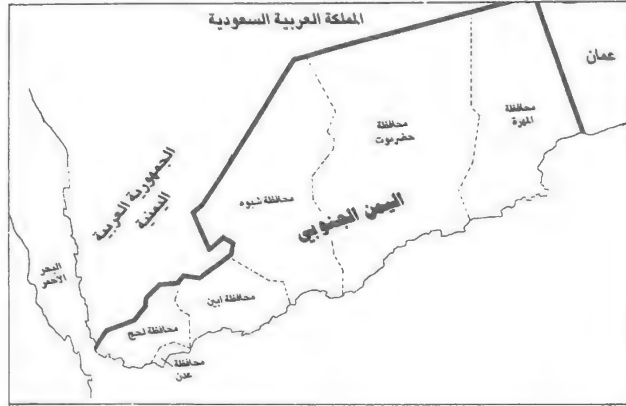 المملكة العربية السعودية
عمان
محافظة
المهرة
محافظة
حضرموت
الجمهورية العربية
اليمنية
محافظة شبوه
اليمن الجنوبي
البحر
الأحمر
محافظة أبين
محافظة لحج
محافظة
عدن